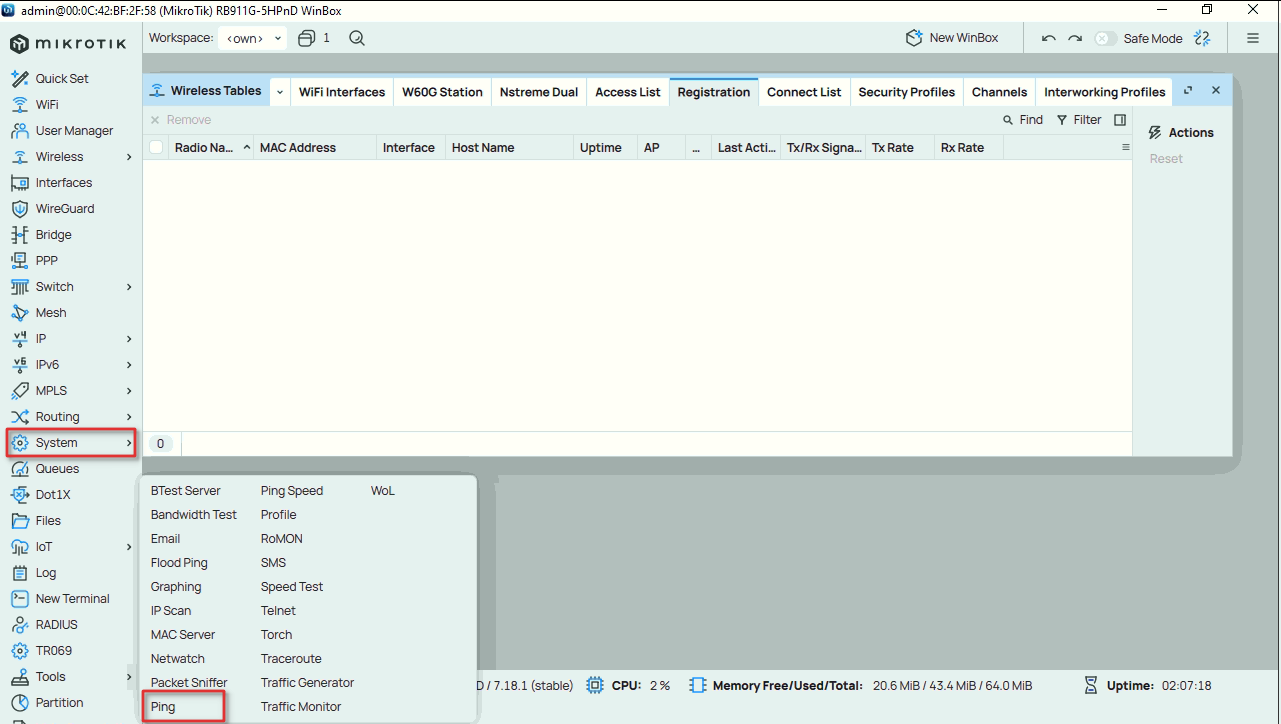 admin@00:0C:42:BF:2F:58 (MikroTik) RB911G-5HPnD WinBox
MIKROTIK
Workspace: <own> 1 New WinBox Safe Mode
Quick Set
WiFi
User Manager
Wireless
Interfaces
WireGuard
Bridge
PPP
Switch
Mesh
IP
IPv6
MPLS
Routing
System
Queues
Dot1X
Files
IoT
Log
New Terminal
RADIUS
TR069
Tools
Partition
Wireless Tables WiFi Interfaces W60G Station Nstreme Dual Access List Registration Connect List Security Profiles Channels Interworking Profiles
Remove Find Filter
Radio Na... MAC Address Interface Host Name Uptime AP ... Last Acti... Tx/Rx Signa... Tx Rate Rx Rate
Actions
Reset
0
BTest Server Ping Speed WoL
Bandwidth Test Profile
Email RoMON
Flood Ping SMS
Graphing Speed Test
IP Scan Telnet
MAC Server Torch
Netwatch Traceroute
Packet Sniffer Traffic Generator
Ping Traffic Monitor
D / 7.18.1 (stable) CPU: 2 % Memory Free/Used/Total: 20.6 MiB / 43.4 MiB / 64.0 MiB Uptime: 02:07:18